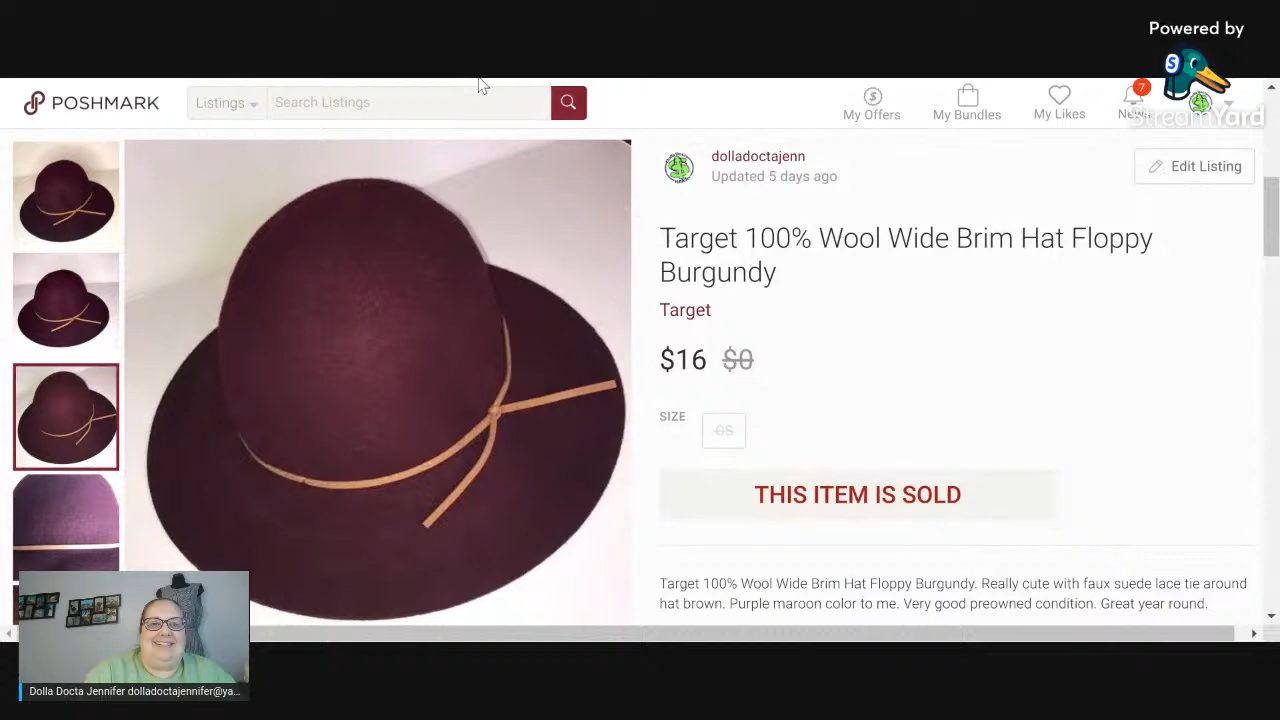 Powered by
StreamYard
POSHMARK
Listings
Search Listings
My Offers
My Bundles
My Likes
7
dolladoctajenn
Updated 5 days ago
Edit Listing
Target 100% Wool Wide Brim Hat Floppy
Burgundy
Target
$16 $0
SIZE
OS
THIS ITEM IS SOLD
Target 100% Wool Wide Brim Hat Floppy Burgundy. Really cute with faux suede lace tie around
hat brown. Purple maroon color to me. Very good preowned condition. Great year round.
Dolla Docta Jennifer dolladoctajennifer@ya...